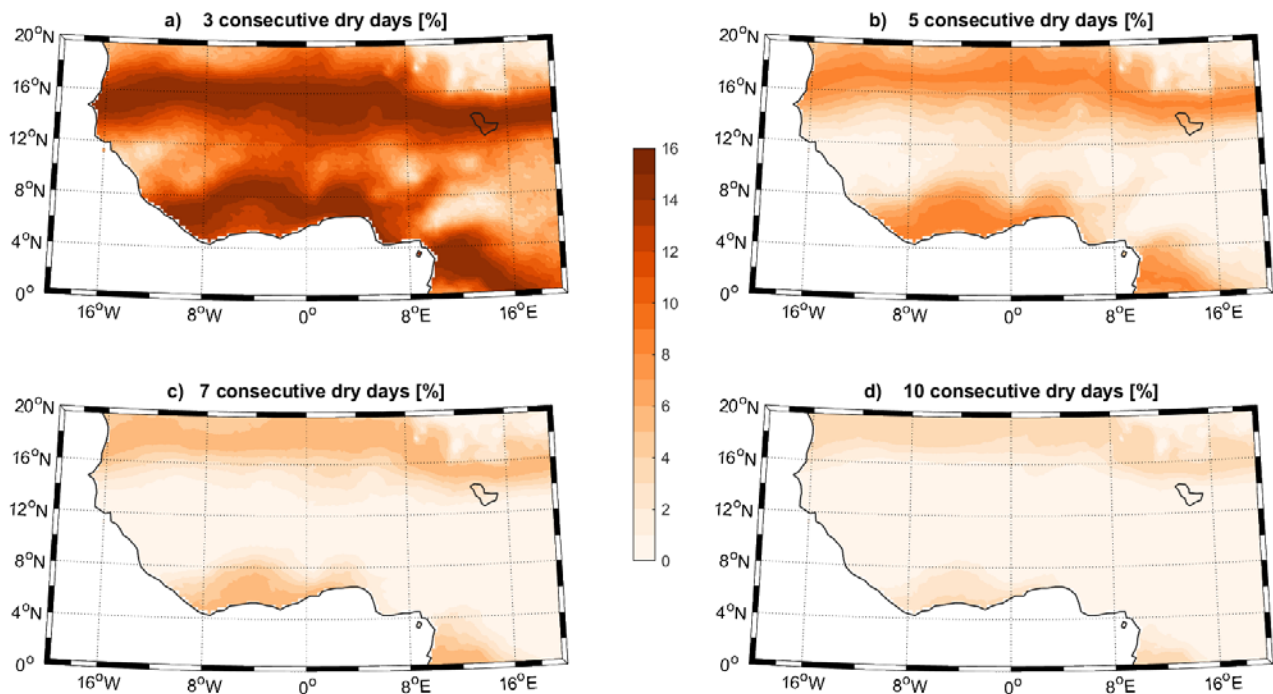 a) 3 consecutive dry days [%]
20°N
16°N
12°N
8°N
4°N
0°
16°W
8°W
0°
8°E
16°E
b) 5 consecutive dry days [%]
20°N
16°N
12°N
8°N
4°N
0°
16°W
8°W
0°
8°E
16°E
16
14
12
10
8
6
4
2
0
c) 7 consecutive dry days [%]
20°N
16°N
12°N
8°N
4°N
0°
16°W
8°W
0°
8°E
16°E
d) 10 consecutive dry days [%]
20°N
16°N
12°N
8°N
4°N
0°
16°W
8°W
0°
8°E
16°E